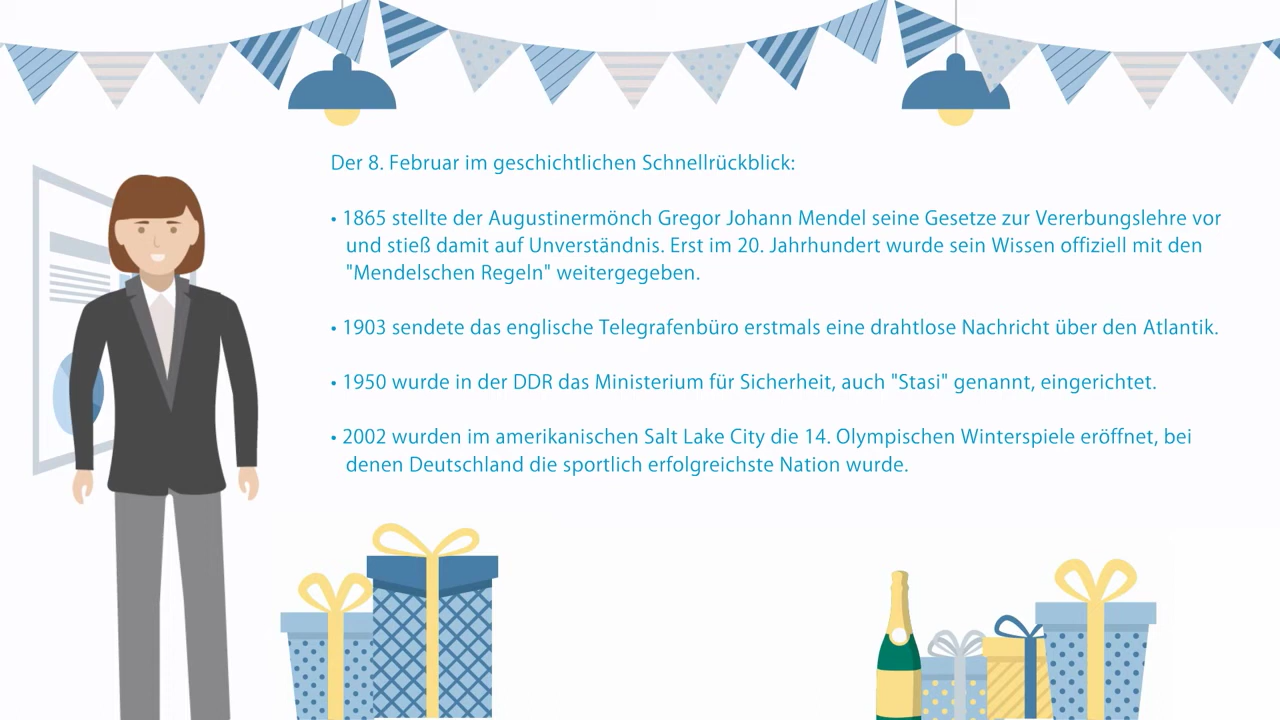 Der 8. Februar im geschichtlichen Schnellrückblick:
• 1865 stellte der Augustinermönch Gregor Johann Mendel seine Gesetze zur Vererbungslehre vor
und stieß damit auf Unverständnis. Erst im 20. Jahrhundert wurde sein Wissen offiziell mit den
"Mendelschen Regeln" weitergegeben.
• 1903 sendete das englische Telegrafenbüro erstmals eine drahtlose Nachricht über den Atlantik.
• 1950 wurde in der DDR das Ministerium für Sicherheit, auch "Stasi" genannt, eingerichtet.
• 2002 wurden im amerikanischen Salt Lake City die 14. Olympischen Winterspiele eröffnet, bei
denen Deutschland die sportlich erfolgreichste Nation wurde.